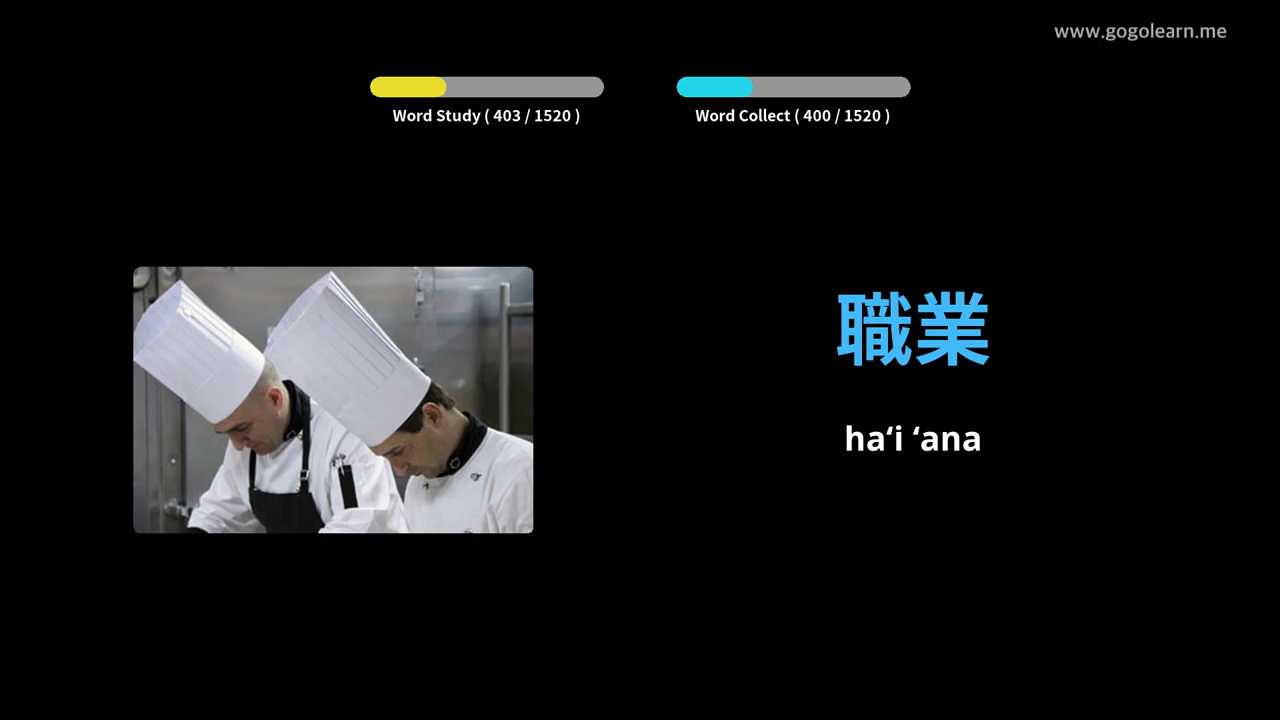 www.gogolearn.me
Word Study ( 403 / 1520 )
Word Collect ( 400 / 1520 )
職業
haʻi ʻana